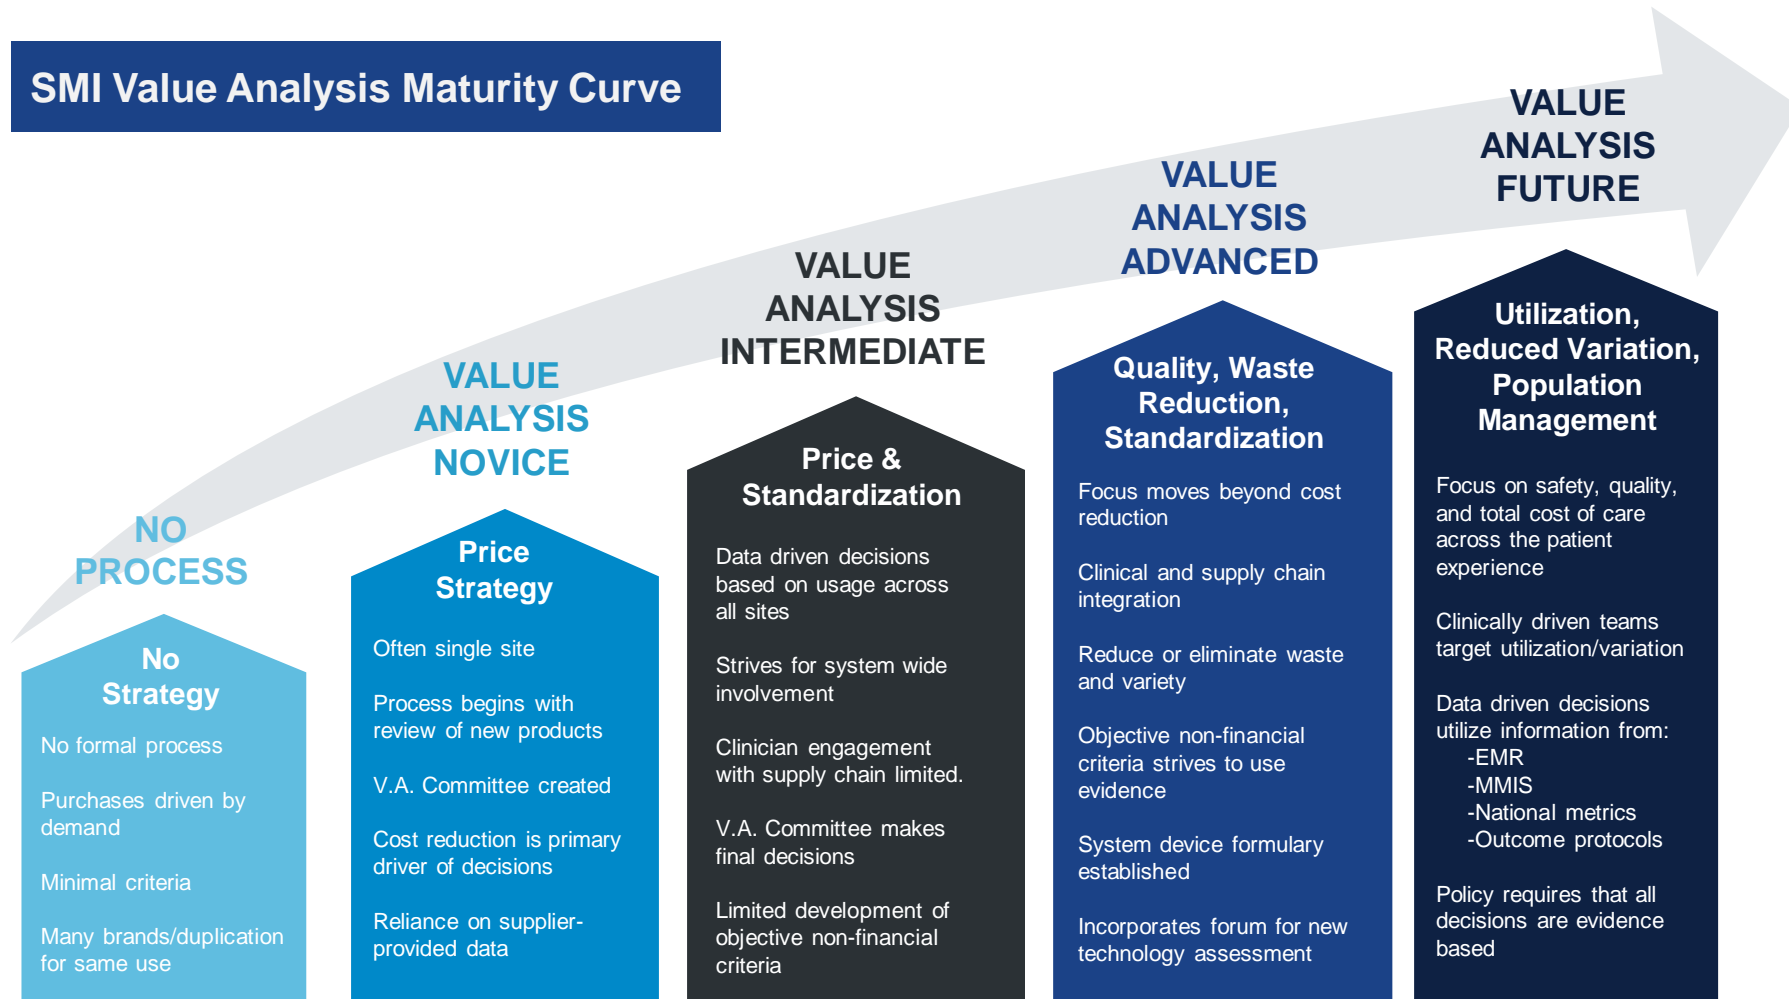 SMI Value Analysis Maturity Curve
NO
PROCESS
No
Strategy
No formal process
Purchases driven by
demand
Minimal criteria
Many brands/duplication
for same use
VALUE
ANALYSIS
NOVICE
Price
Strategy
Often single site
Process begins with
review of new products
V.A. Committee created
Cost reduction is primary
driver of decisions
Reliance on supplier-
provided data
VALUE
ANALYSIS
INTERMEDIATE
Price &
Standardization
Data driven decisions
based on usage across
all sites
Strives for system wide
involvement
Clinician engagement
with supply chain limited.
V.A. Committee makes
final decisions
Limited development of
objective non-financial
criteria
VALUE
ANALYSIS
ADVANCED
Quality, Waste
Reduction,
Standardization
Focus moves beyond cost
reduction
Clinical and supply chain
integration
Reduce or eliminate waste
and variety
Objective non-financial
criteria strives to use
evidence
System device formulary
established
Incorporates forum for new
technology assessment
VALUE
ANALYSIS
FUTURE
Utilization,
Reduced Variation,
Population
Management
Focus on safety, quality,
and total cost of care
across the patient
experience
Clinically driven teams
target utilization/variation
Data driven decisions
utilize information from:
-EMR
-MMIS
-National metrics
-Outcome protocols
Policy requires that all
decisions are evidence
based